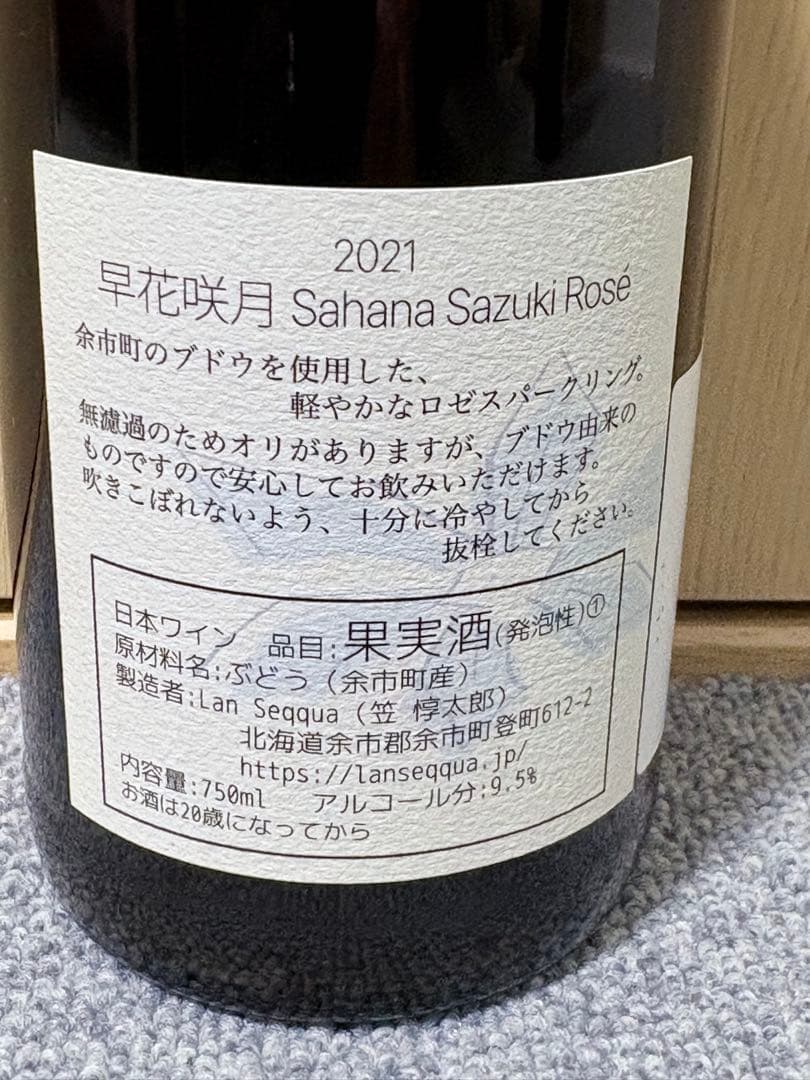 2021
早花咲月 Sahana Sazuki Rosé
余市町のブドウを使用した、
軽やかなロゼスパークリング。
無濾過のためオリがありますが、ブドウ由来の
ものですので安心してお飲みいただけます。
吹きこぼれないよう、十分に冷やしてから
抜栓してください。
日本ワイン 品目:果実酒(発泡性)①
原材料名:ぶどう(余市町産)
製造者:Lan Seqqua(笠 惇太郎)
北海道余市郡余市町登町612-2
https://lanseqqua.jp/
内容量:750ml アルコール分:9.5%
お酒は20歳になってから